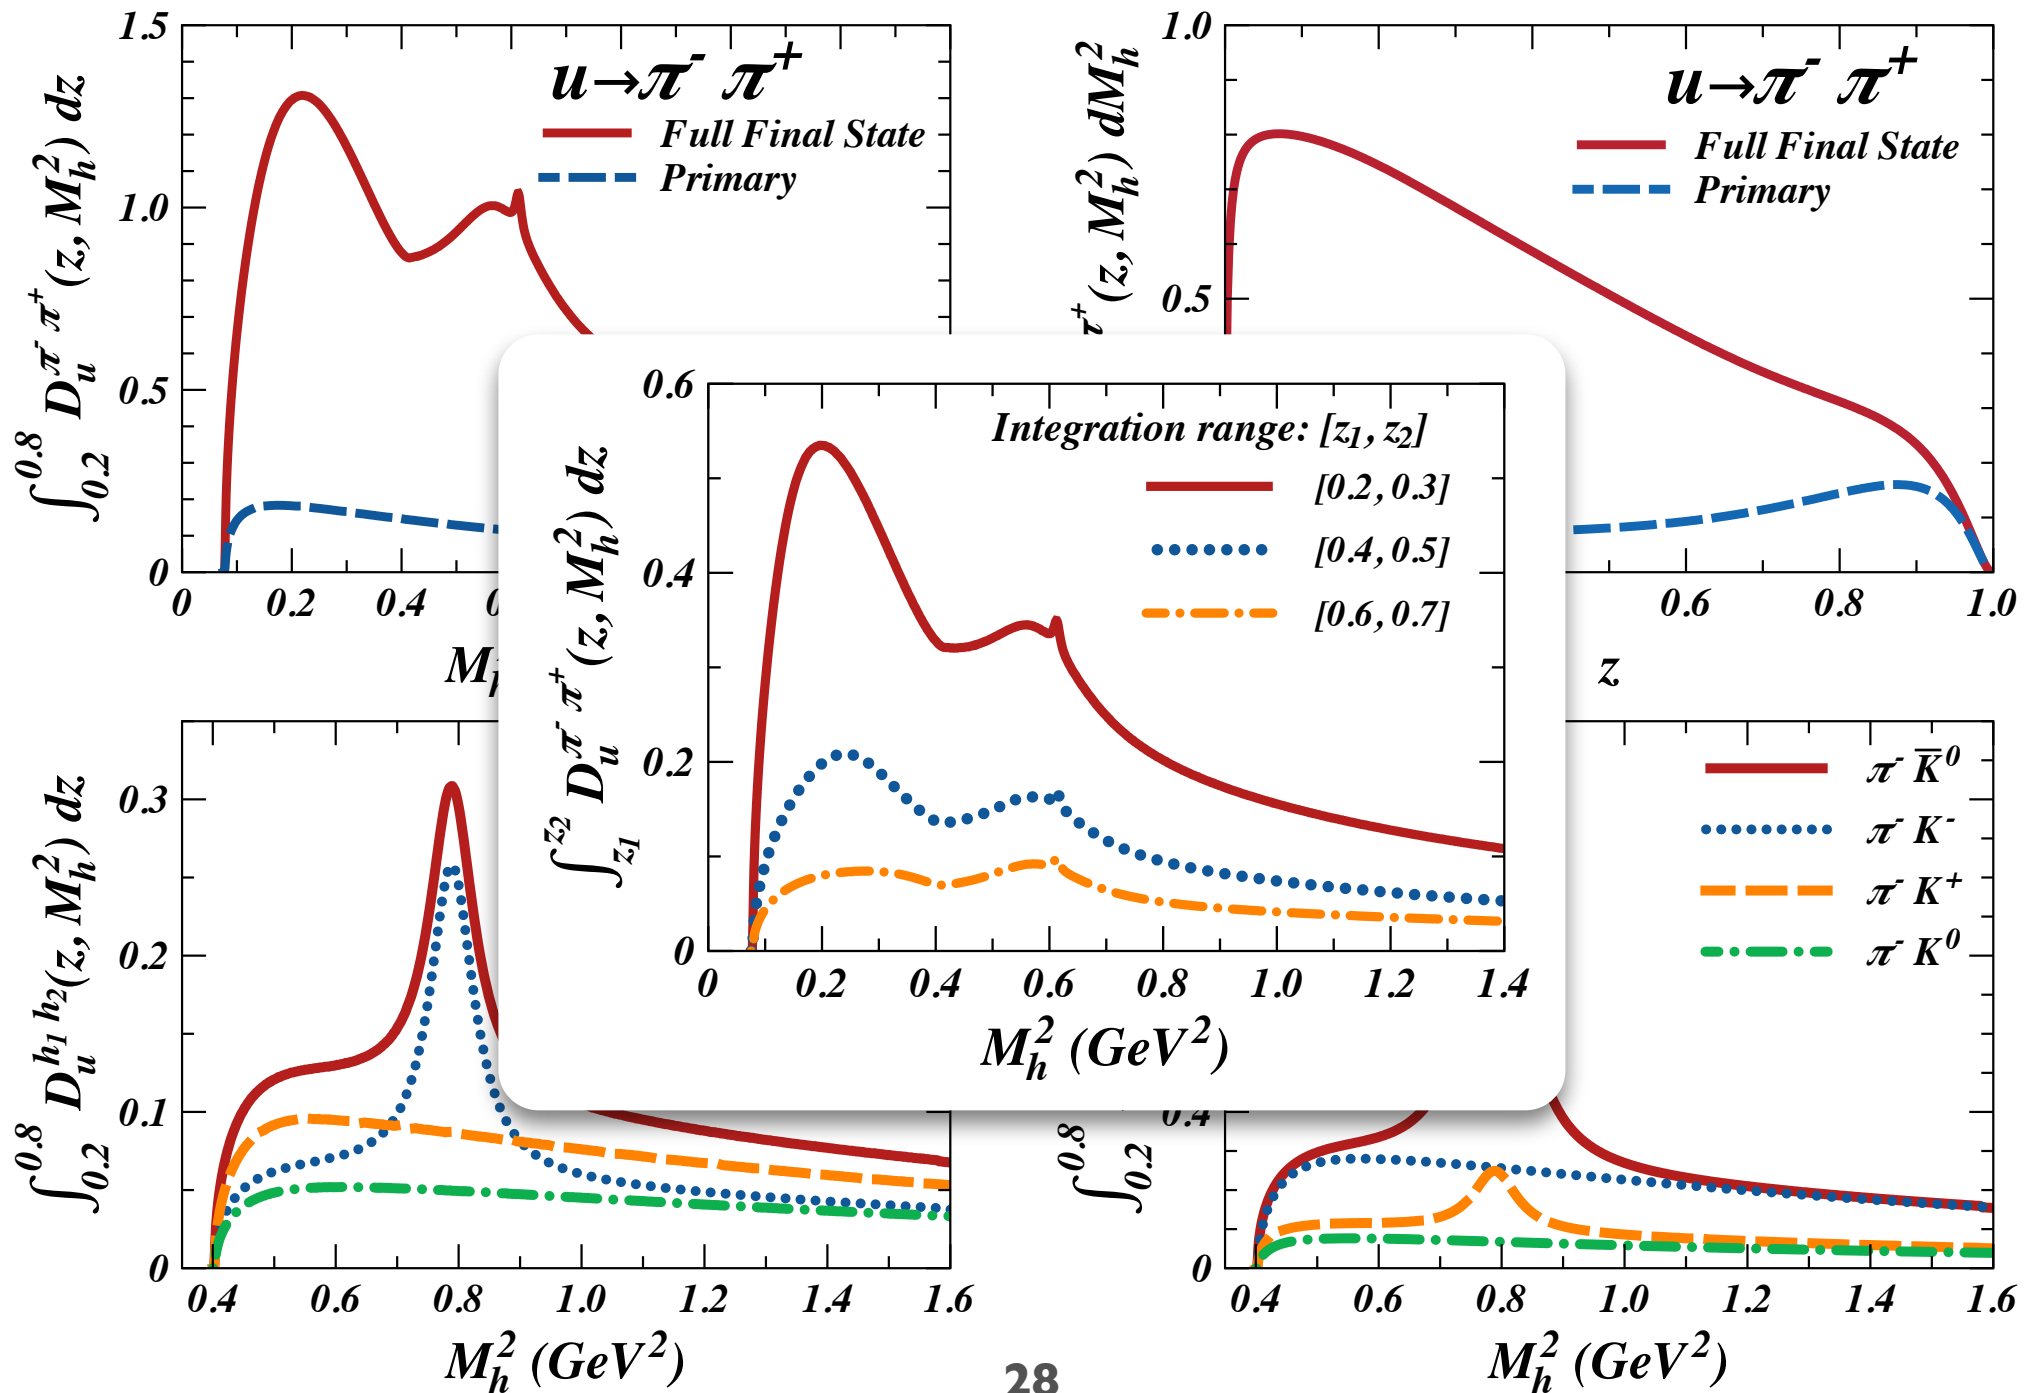 1.5
1.0
0.5
0
0 0.2 0.4
∫₀.₂⁰·⁸ D_u^{π⁻ π⁺}(z, M_h²) dz
u→π⁻ π⁺
Full Final State
Primary
1.0
0.5
0.6 0.8 1.0
z
π⁺(z, M_h²) dM_h²
u→π⁻ π⁺
Full Final State
Primary
0.6
0.4
0.2
0
0 0.2 0.4 0.6 0.8 1.0 1.2 1.4
M_h² (GeV²)
∫_{z₁}^{z₂} D_u^{π⁻ π⁺}(z, M_h²) dz
Integration range: [z₁, z₂]
[0.2, 0.3]
[0.4, 0.5]
[0.6, 0.7]
0.3
0.2
0.1
0
0.4 0.6 0.8 1.0 1.2 1.4 1.6
M_h² (GeV²)
∫₀.₂⁰·⁸ D_u^{h₁ h₂}(z, M_h²) dz
π⁻ K̅⁰
π⁻ K⁻
π⁻ K⁺
π⁻ K⁰
0.4
0
0.4 0.6 0.8 1.0 1.2 1.4 1.6
M_h² (GeV²)
∫₀.₂⁰·⁸
28